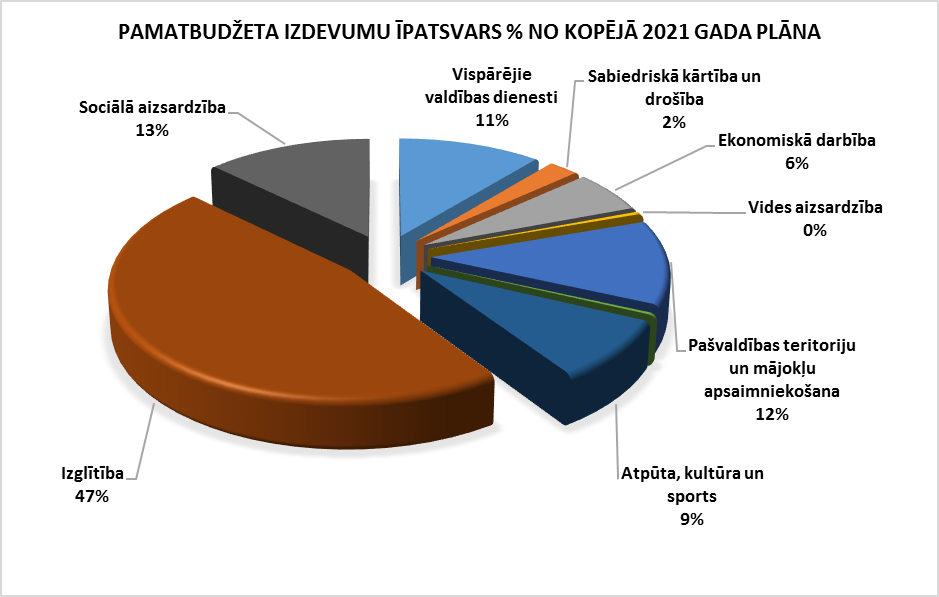 PAMATBUDŽETA IZDEVUMU ĪPATSVARS % NO KOPĒJĀ 2021 GADA PLĀNA
Vispārējie
valdības dienesti
11%
Sabiedriskā kārtība un
drošība
2%
Ekonomiskā darbība
6%
Vides aizsardzība
0%
Pašvaldības teritoriju
un mājokļu
apsaimniekošana
12%
Atpūta, kultūra un
sports
9%
Izglītība
47%
Sociālā aizsardzība
13%